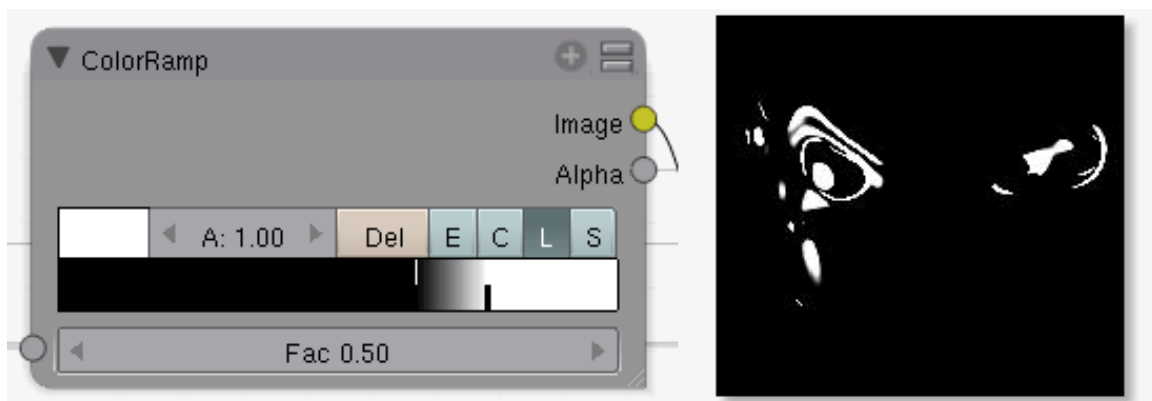 ColorRamp
Image
Alpha
A: 1.00 Del E C L S
Fac 0.50